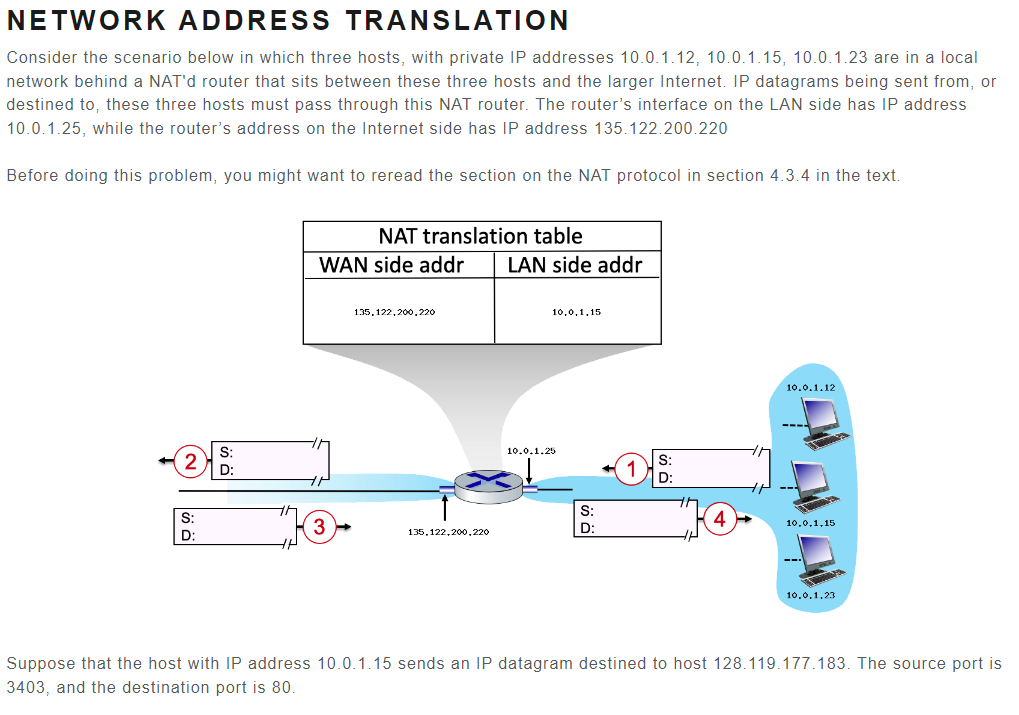 NETWORK ADDRESS TRANSLATION
Consider the scenario below in which three hosts, with private IP addresses 10.0.1.12, 10.0.1.15, 10.0.1.23 are in a local
network behind a NAT'd router that sits between these three hosts and the larger Internet. IP datagrams being sent from, or
destined to, these three hosts must pass through this NAT router. The router's interface on the LAN side has IP address
10.0.1.25, while the router's address on the Internet side has IP address 135.122.200.220
Before doing this problem, you might want to reread the section on the NAT protocol in section 4.3.4 in the text.
NAT translation table
WAN side addr LAN side addr
135.122.200.220 10.0.1.15
10.0.1.12
2 S:
D:
10.0.1.25
1 S:
D:
S:
D: 3
135.122.200.220
S:
D: 4
10.0.1.15
10.0.1.23
Suppose that the host with IP address 10.0.1.15 sends an IP datagram destined to host 128.119.177.183. The source port is
3403, and the destination port is 80.